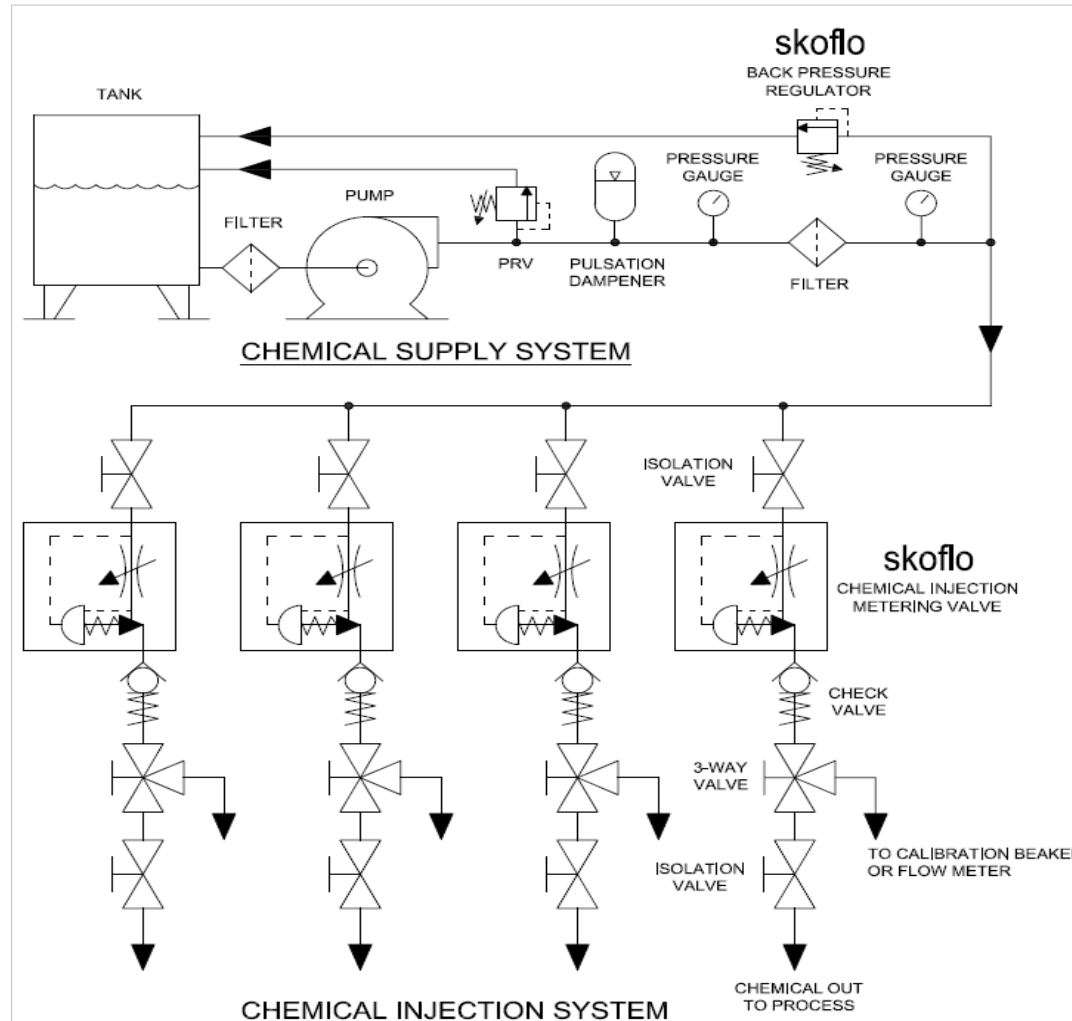 skoflo
BACK PRESSURE
REGULATOR
TANK
PRESSURE
GAUGE
PRESSURE
GAUGE
PUMP
FILTER
PRV
PULSATION
DAMPENER
FILTER
CHEMICAL SUPPLY SYSTEM
ISOLATION
VALVE
skoflo
CHEMICAL INJECTION
METERING VALVE
CHECK
VALVE
3-WAY
VALVE
TO CALIBRATION BEAKER
OR FLOW METER
ISOLATION
VALVE
CHEMICAL OUT
TO PROCESS
CHEMICAL INJECTION SYSTEM